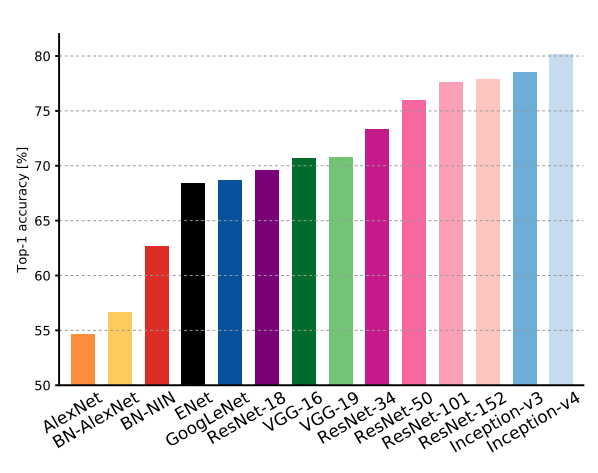 80
75
70
65
60
55
50
Top-1 accuracy [%]
AlexNet
BN-AlexNet
BN-NIN
ENet
GoogLeNet
ResNet-18
VGG-16
VGG-19
ResNet-34
ResNet-50
ResNet-101
ResNet-152
Inception-v3
Inception-v4